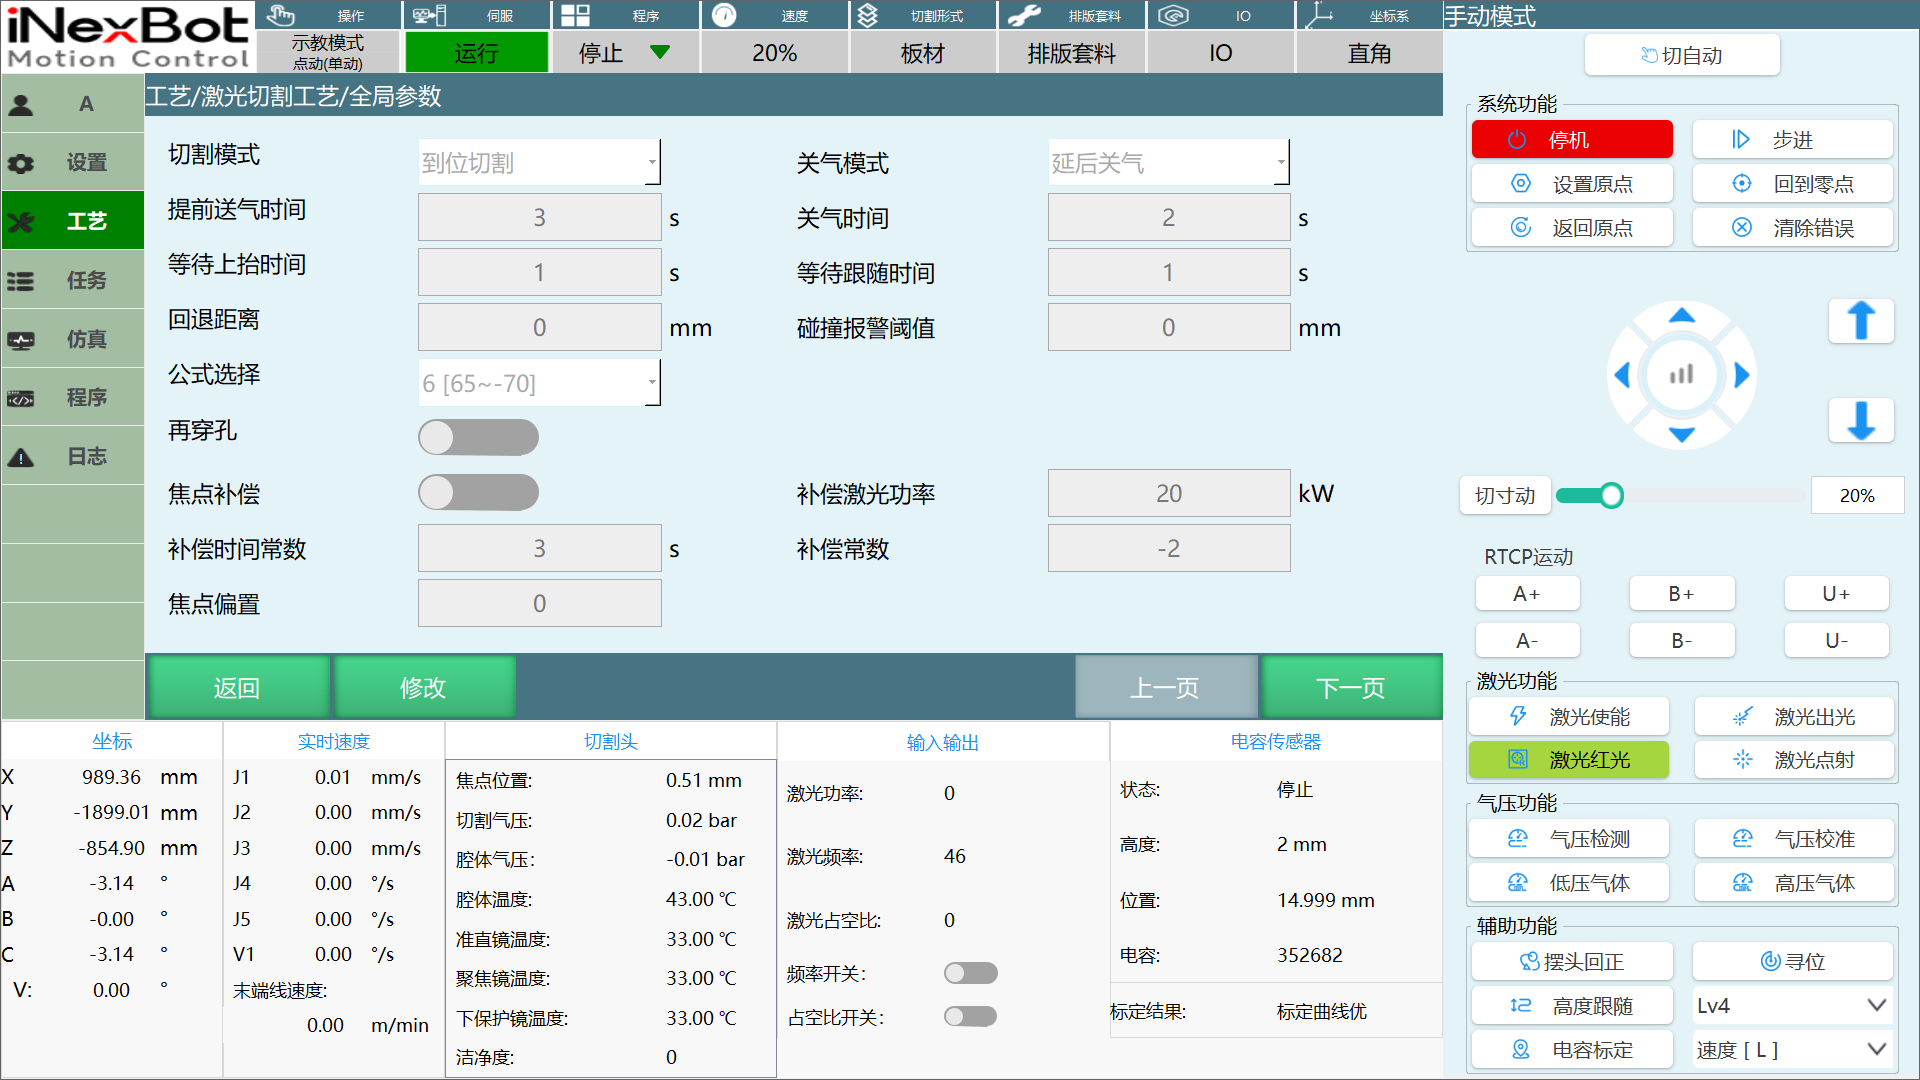 iNexBot
Motion Control
操作
伺服
程序
速度
切割形式
排版套料
IO
坐标系
手动模式
示教模式
点动(单动)
运行
停止
20%
板材
排版套料
IO
直角
切自动
A
设置
工艺
任务
仿真
程序
日志
工艺/激光切割工艺/全局参数
切割模式
到位切割
关气模式
延后关气
提前送气时间
3
s
关气时间
2
s
等待上抬时间
1
s
等待跟随时间
1
s
回退距离
0
mm
碰撞报警阈值
0
mm
公式选择
6 [65~-70]
再穿孔
焦点补偿
补偿激光功率
20
kW
补偿时间常数
3
s
补偿常数
-2
焦点偏置
0
返回
修改
上一页
下一页
坐标
X 989.36 mm
Y -1899.01 mm
Z -854.90 mm
A -3.14 °
B -0.00 °
C -3.14 °
V: 0.00 °
实时速度
J1 0.01 mm/s
J2 0.00 mm/s
J3 0.00 mm/s
J4 0.00 °/s
J5 0.00 °/s
V1 0.00 °/s
末端线速度:
0.00 m/min
切割头
焦点位置: 0.51 mm
切割气压: 0.02 bar
腔体气压: -0.01 bar
腔体温度: 43.00 ℃
准直镜温度: 33.00 ℃
聚焦镜温度: 33.00 ℃
下保护镜温度: 33.00 ℃
洁净度: 0
输入输出
激光功率: 0
激光频率: 46
激光占空比: 0
频率开关:
占空比开关:
电容传感器
状态: 停止
高度: 2 mm
位置: 14.999 mm
电容: 352682
标定结果: 标定曲线优
系统功能
停机
步进
设置原点
回到零点
返回原点
清除错误
切寸动
20%
RTCP运动
A+
B+
U+
A-
B-
U-
激光功能
激光使能
激光出光
激光红光
激光点射
气压功能
气压检测
气压校准
低压气体
高压气体
辅助功能
摆头回正
寻位
高度跟随
Lv4
电容标定
速度 [ L ]